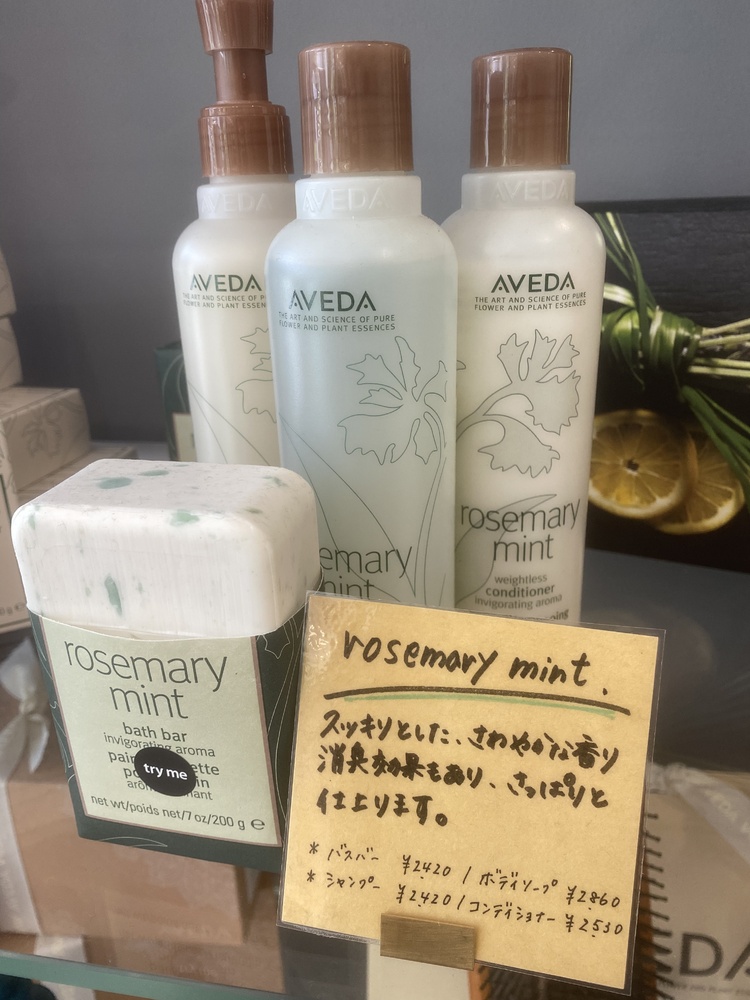 AVEDA
AVEDA
THE ART AND SCIENCE OF PURE
FLOWER AND PLANT ESSEN
AVEDA
AVEDA
THE ART AND SCIENCE OF PURE
FLOWER AND PLANT ESSENCES
emary
mint
AVEDA
AVEDA
THE ART AND SCIENCE OF PURE
FLOWER AND PLANT ESSENCES
rosemary
mint
weightless
conditioner
invigorating aroma
rosemary
mint
bath bar
invigorating aroma
try me
net wt/poids net/7 oz/200 g e
rosemary mint.
スッキリとした、さわやかな香り
消臭効果もあり、さっぱりと
仕上ります。
* バスバー ¥2420 / ボディソープ ¥2860
* シャンプー ¥2420 / コンディショナー ¥2530
EDA